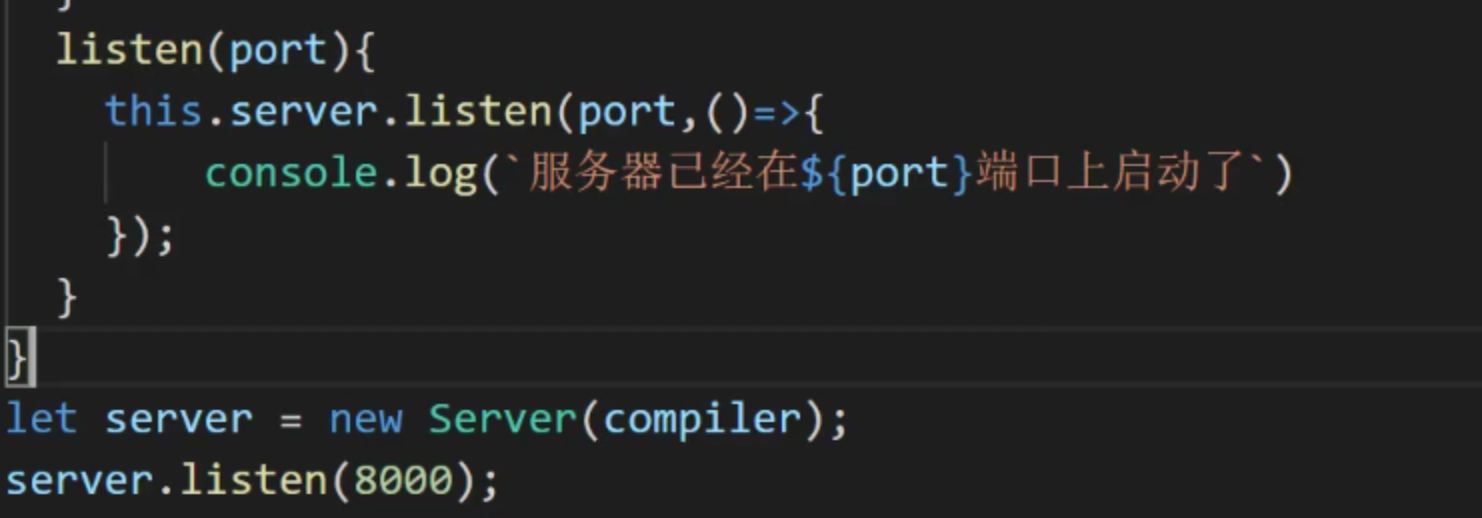 }
listen(port){
this.server.listen(port,()=>{
console.log(`服务器已经在${port}端口上启动了`)
});
}
}
let server = new Server(compiler);
server.listen(8000);